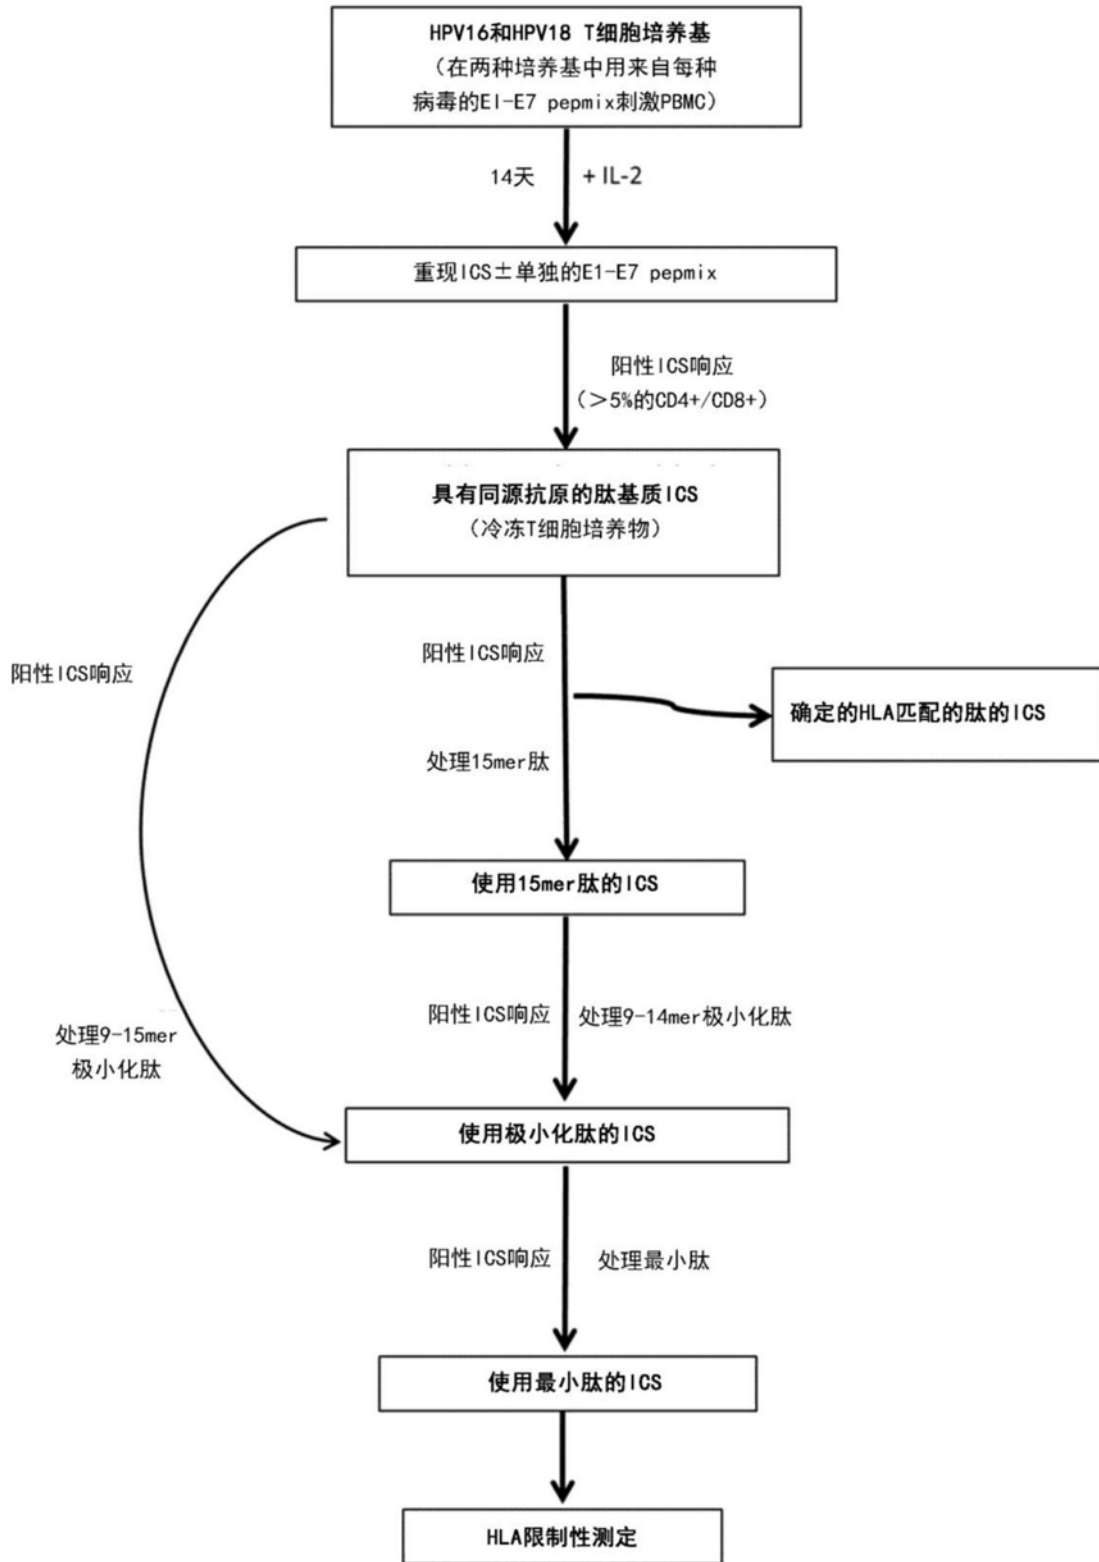 HPV16和HPV18 T细胞培养基
（在两种培养基中用来自每种
病毒的EI-E7 pepmix刺激PBMC）
14天
+ IL-2
重现ICS±单独的E1-E7 pepmix
阳性ICS响应
（＞5%的CD4+/CD8+）
具有同源抗原的肽基质ICS
（冷冻T细胞培养物）
阳性ICS响应
阳性ICS响应
确定的HLA匹配的肽的ICS
处理15mer肽
使用15mer肽的ICS
阳性ICS响应
处理9-14mer极小化肽
处理9-15mer
极小化肽
使用极小化肽的ICS
阳性ICS响应
处理最小肽
使用最小肽的ICS
HLA限制性测定